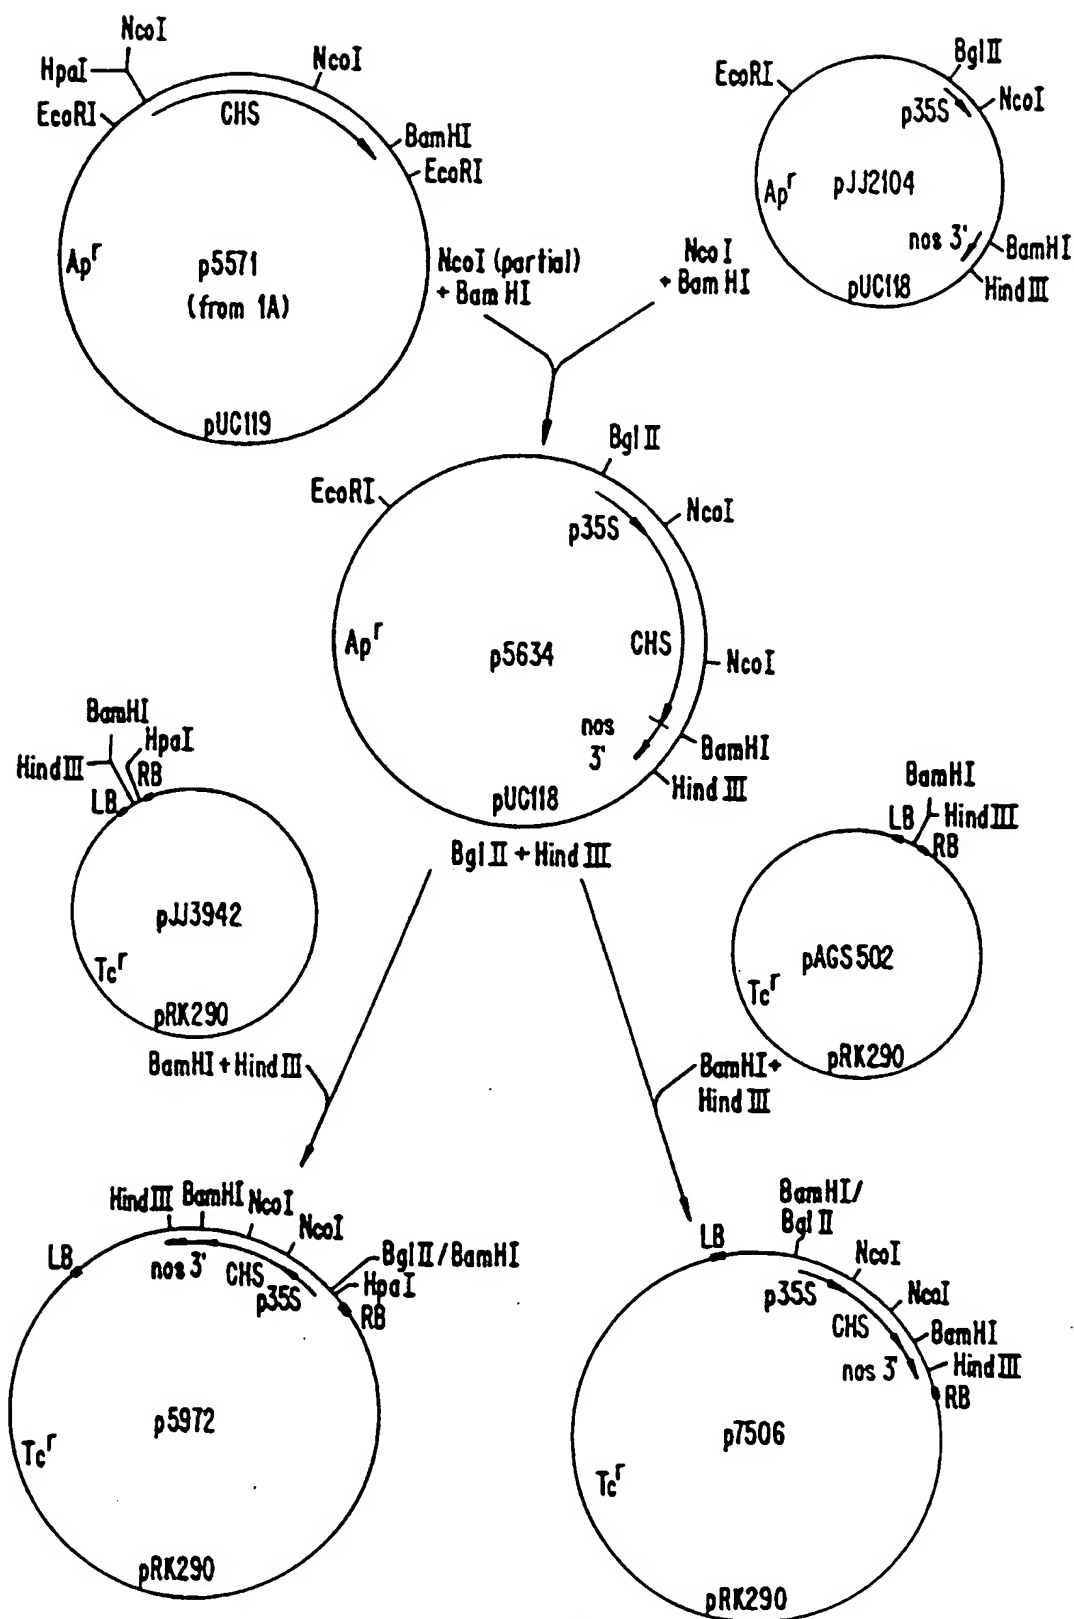 NcoI
HpaI
EcoRI
NcoI
CHS
BamHI
EcoRI
Apr
p5571
(from 1A)
pUC119
NcoI (partial)
+ BamHI
EcoRI
BglII
p35S
NcoI
Apr
pJJ2104
nos 3'
BamHI
HindIII
pUC118
NcoI
+ BamHI
EcoRI
BglII
p35S
NcoI
Apr
p5634
CHS
NcoI
nos
3'
BamHI
HindIII
pUC118
BglII + HindIII
BamHI
HpaI
HindIII
RB
LB
pJJ3942
Tcr
pRK290
BamHI + HindIII
BamHI
LB
HindIII
RB
pAGS502
Tcr
pRK290
BamHI +
HindIII
HindIII
BamHI
NcoI
NcoI
LB
nos 3'
CHS
p35S
BglII/BamHI
HpaI
RB
p5972
Tcr
pRK290
BamHI/
BglII
LB
NcoI
p35S
NcoI
CHS
BamHI
nos 3'
HindIII
RB
p7506
Tcr
pRK290